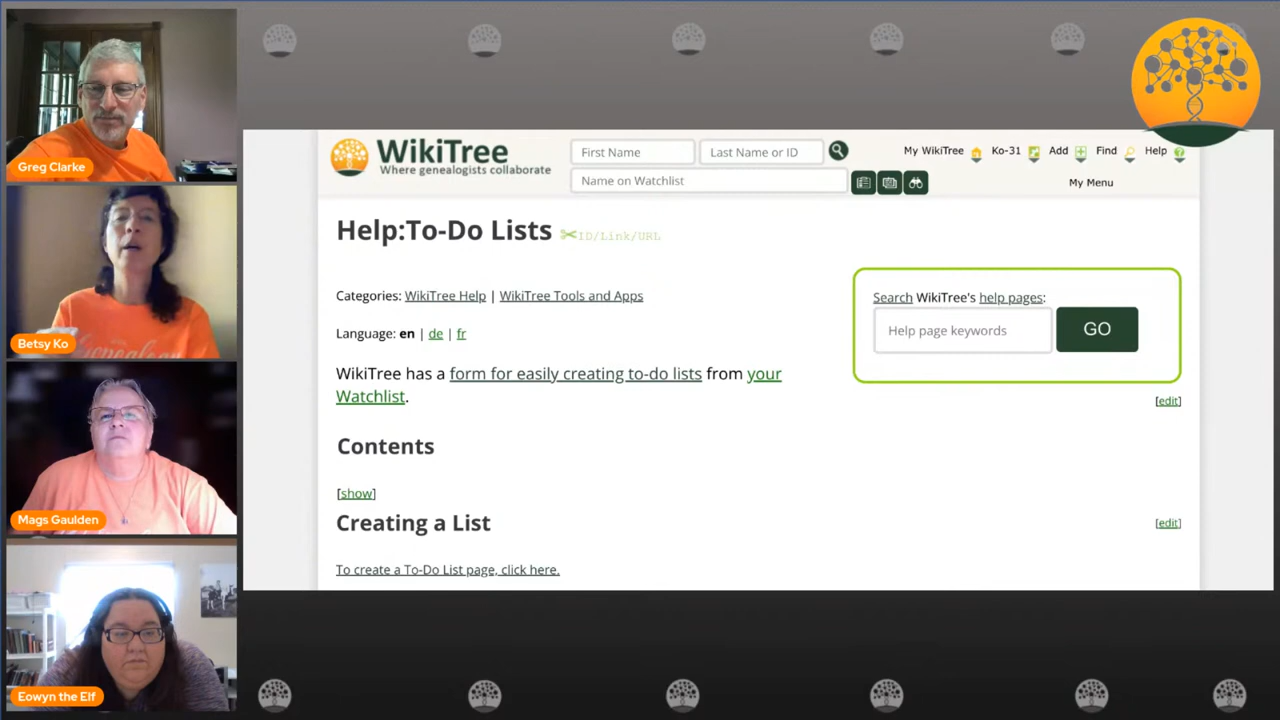 Greg Clarke
Betsy Ko
Mags Gaulden
Eowyn the Elf
WikiTree
Where genealogists collaborate
First Name
Last Name or ID
My WikiTree
Ko-31
Add
Find
Help
Name on Watchlist
My Menu
Help:To-Do Lists
ID/Link/URL
Categories: WikiTree Help | WikiTree Tools and Apps
Language: en | de | fr
Search WikiTree's help pages:
Help page keywords
GO
WikiTree has a form for easily creating to-do lists from your
Watchlist.
[edit]
Contents
[show]
Creating a List
[edit]
To create a To-Do List page, click here.